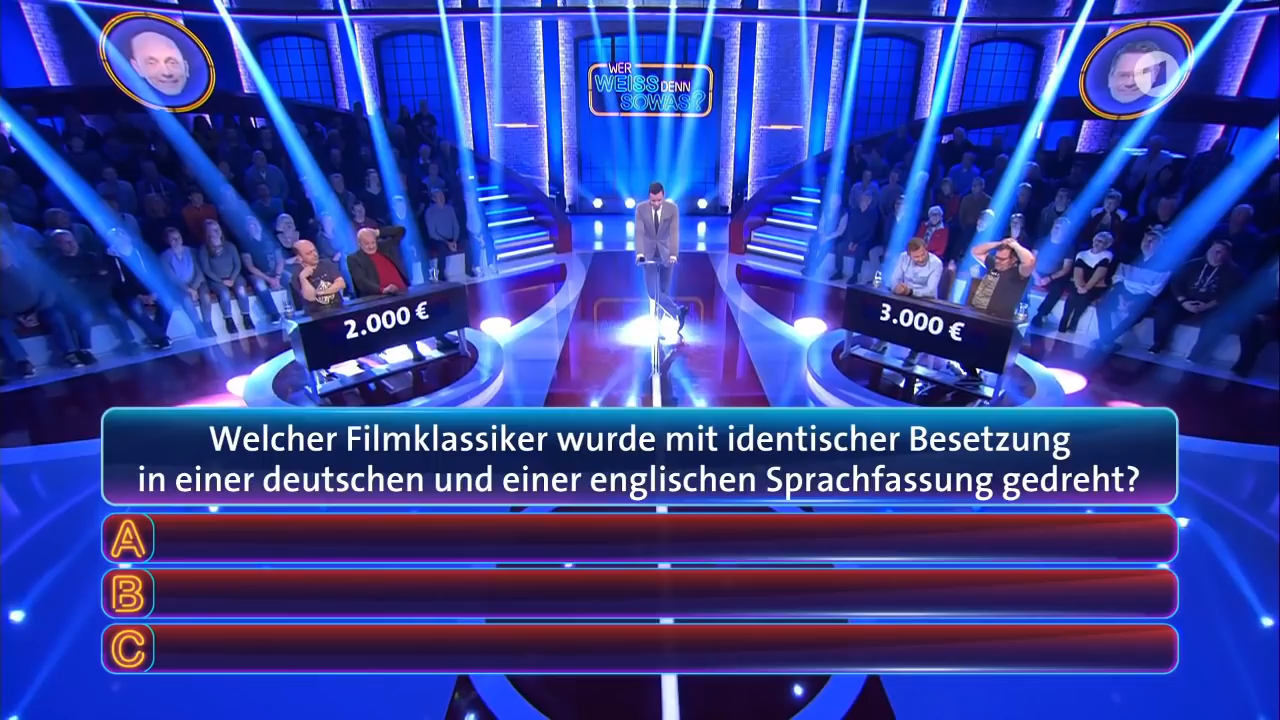 WER
WEISS DENN
SOWAS?
2.000 €
3.000 €
Welcher Filmklassiker wurde mit identischer Besetzung
in einer deutschen und einer englischen Sprachfassung gedreht?
A
B
C